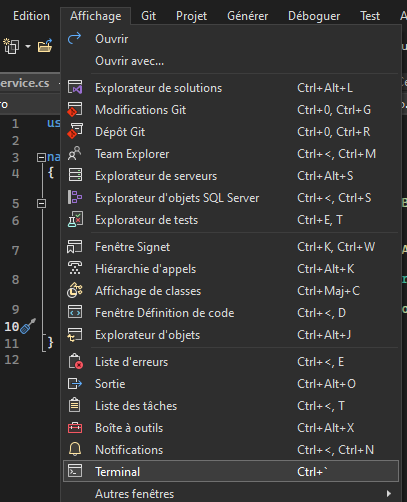 Edition Affichage Git Projet Générer Déboguer Test
Ouvrir
Ouvrir avec...
ervice.cs
Explorateur de solutions Ctrl+Alt+L
ro Modifications Git Ctrl+0, Ctrl+G
1 us Dépôt Git Ctrl+0, Ctrl+R
2 Team Explorer Ctrl+<, Ctrl+M
3 na Explorateur de serveurs Ctrl+Alt+S
4 {
Explorateur d'objets SQL Server Ctrl+<, Ctrl+S
5
Explorateur de tests Ctrl+E, T
6
7 Fenêtre Signet Ctrl+K, Ctrl+W
Hiérarchie d'appels Ctrl+Alt+K
8
Affichage de classes Ctrl+Maj+C
9 Fenêtre Définition de code Ctrl+<, D
10 Explorateur d'objets Ctrl+Alt+J
11 }
12 Liste d'erreurs Ctrl+<, E
Sortie Ctrl+Alt+O
Liste des tâches Ctrl+<, T
Boîte à outils Ctrl+Alt+X
Notifications Ctrl+<, Ctrl+N
Terminal Ctrl+`
Autres fenêtres